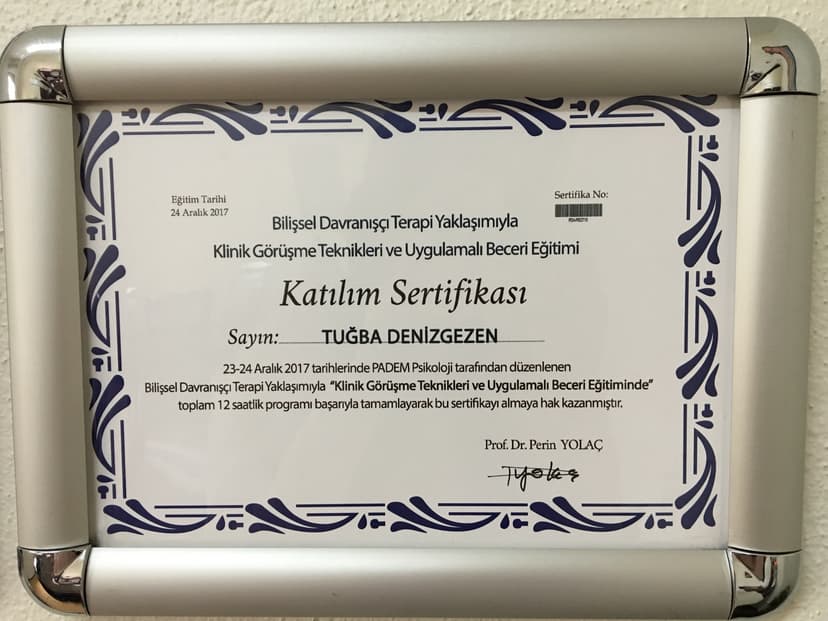 Eğitim Tarihi
24 Aralık 2017
Sertifika No:
Bilişsel Davranışçı Terapi Yaklaşımıyla
Klinik Görüşme Teknikleri ve Uygulamalı Beceri Eğitimi
Katılım Sertifikası
Sayın: TUĞBA DENİZGEZEN
23-24 Aralık 2017 tarihlerinde PADEM Psikoloji tarafından düzenlenen
Bilişsel Davranışçı Terapi Yaklaşımıyla "Klinik Görüşme Teknikleri ve Uygulamalı Beceri Eğitiminde"
toplam 12 saatlik programı başarıyla tamamlayarak bu sertifikayı almaya hak kazanmıştır.
Prof. Dr. Perin YOLAÇ